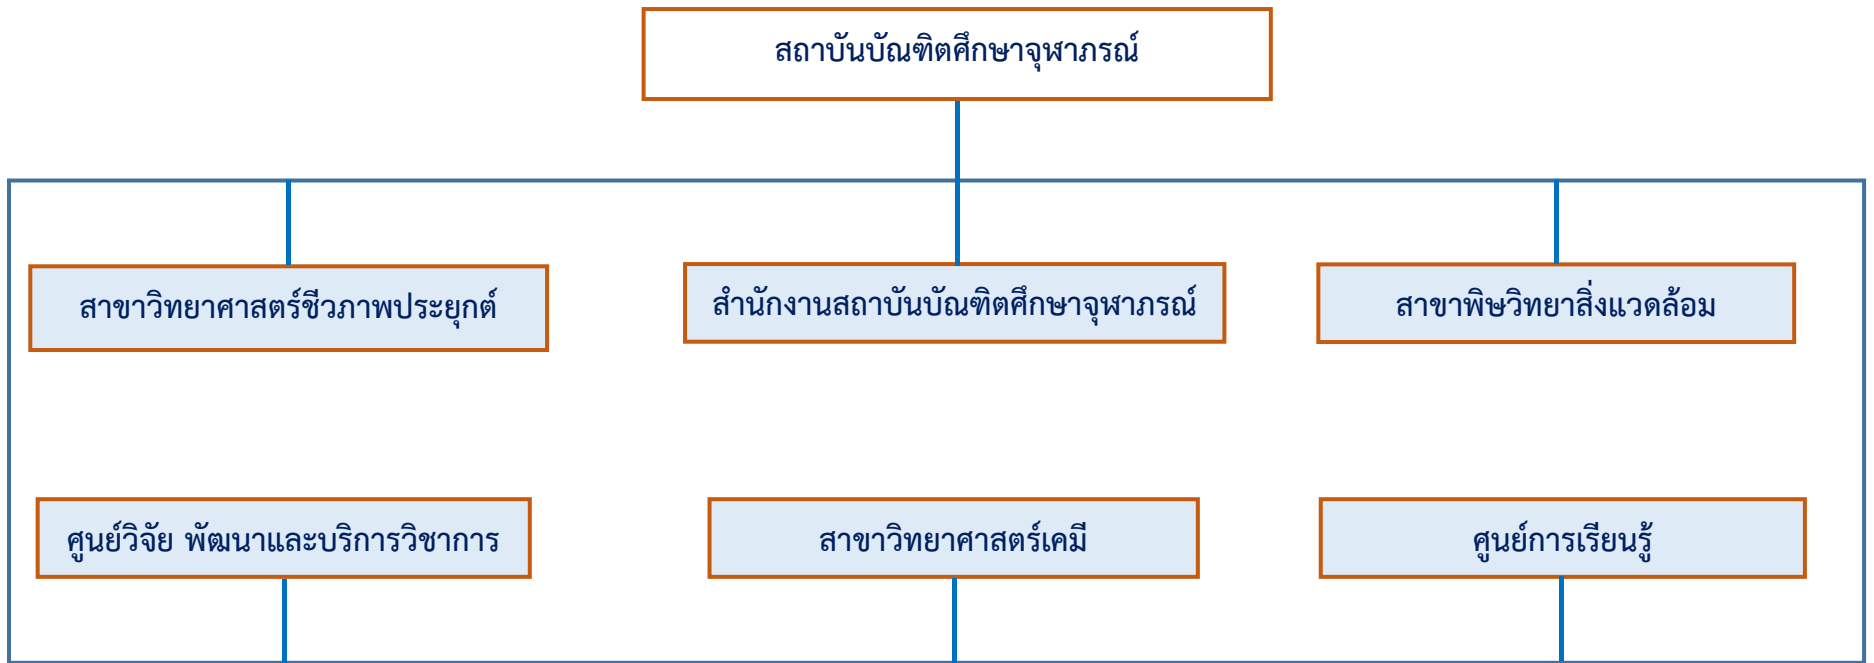 สถาบันบัณฑิตศึกษาจุฬาภรณ์
สาขาวิทยาศาสตร์ชีวภาพประยุกต์
สำนักงานสถาบันบัณฑิตศึกษาจุฬาภรณ์
สาขาพิษวิทยาสิ่งแวดล้อม
ศูนย์วิจัย พัฒนาและบริการวิชาการ
สาขาวิทยาศาสตร์เคมี
ศูนย์การเรียนรู้